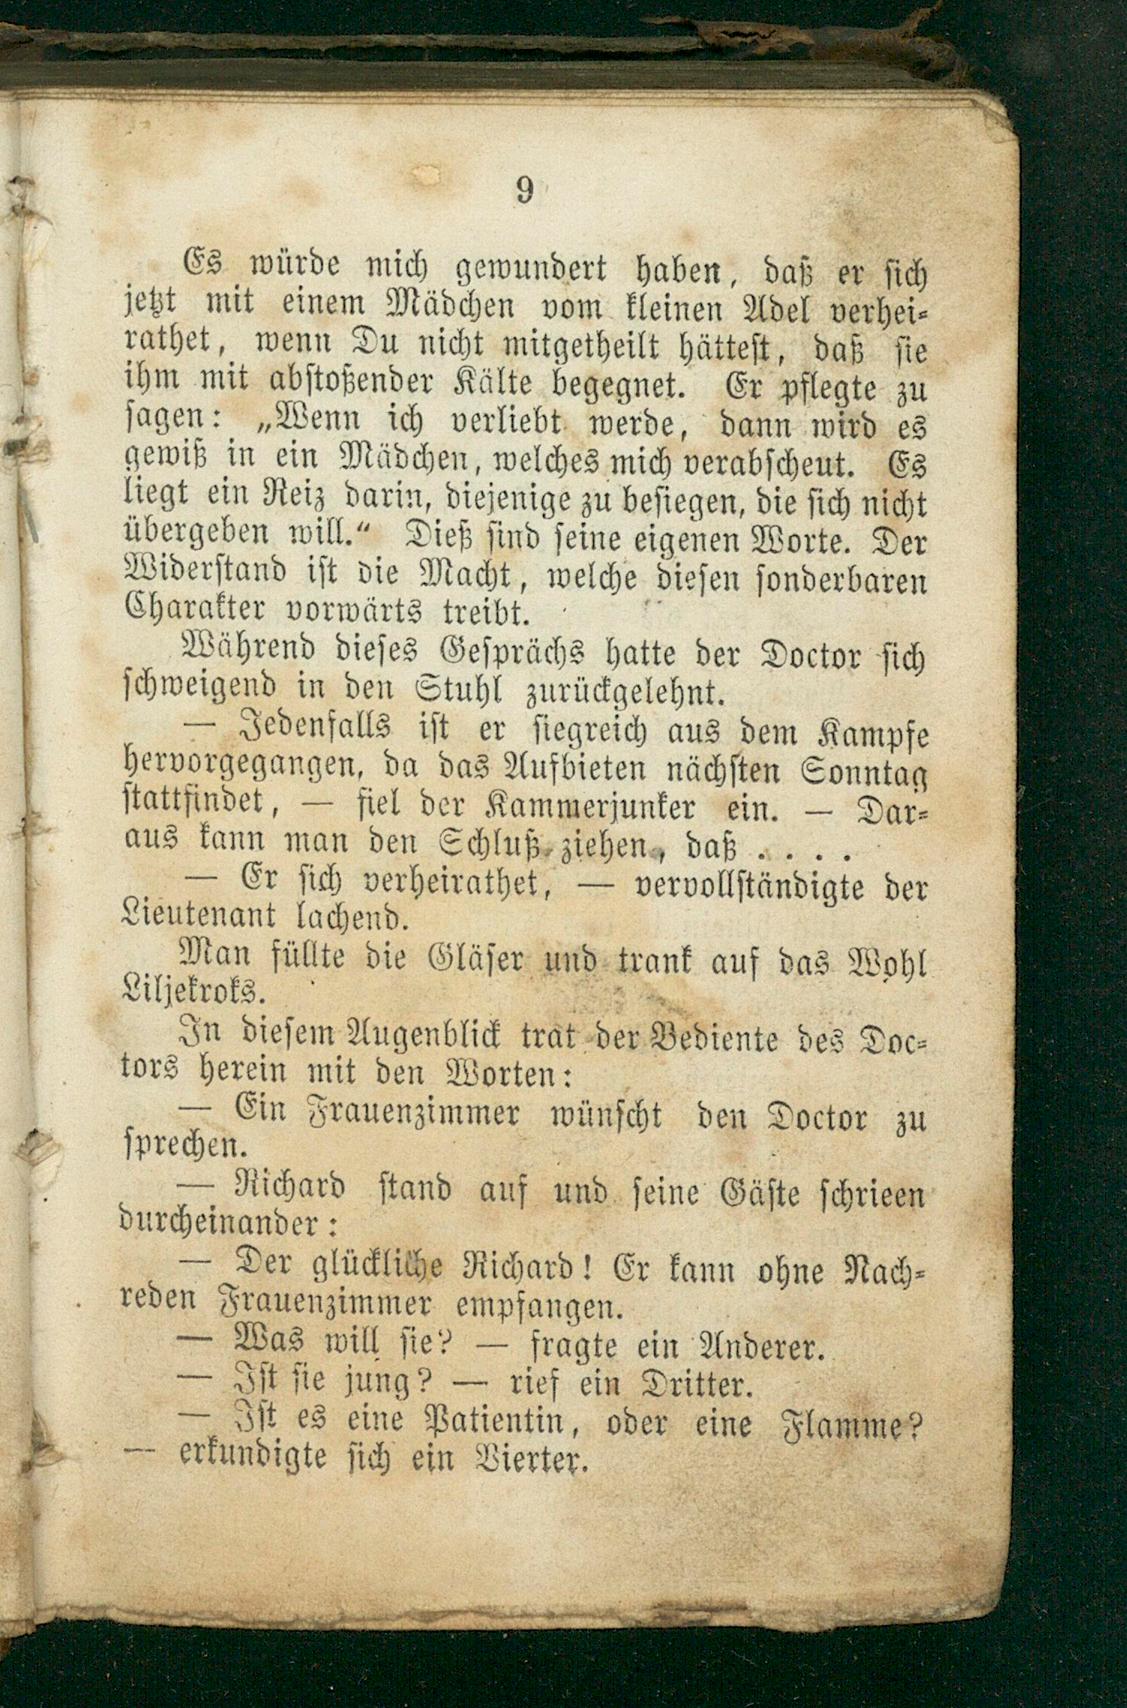 9
Es würde mich gewundert haben, daß er sich
jetzt mit einem Mädchen vom kleinen Adel verhei-
rathet, wenn Du nicht mitgetheilt hättest, daß sie
ihm mit abstoßender Kälte begegnet. Er pflegte zu
sagen: „Wenn ich verliebt werde, dann wird es
gewiß in ein Mädchen, welches mich verabscheut. Es
liegt ein Reiz darin, diejenige zu besiegen, die sich nicht
übergeben will.“ Dieß sind seine eigenen Worte. Der
Widerstand ist die Macht, welche diesen sonderbaren
Charakter vorwärts treibt.
Während dieses Gesprächs hatte der Doctor sich
schweigend in den Stuhl zurückgelehnt.
— Jedenfalls ist er siegreich aus dem Kampfe
hervorgegangen, da das Aufbieten nächsten Sonntag
stattfindet, — fiel der Kammerjunker ein. — Dar-
aus kann man den Schluß ziehen, daß . . . .
— Er sich verheirathet, — vervollständigte der
Lieutenant lachend.
Man füllte die Gläser und trank auf das Wohl
Liljekroks.
In diesem Augenblick trat der Bediente des Doc-
tors herein mit den Worten:
— Ein Frauenzimmer wünscht den Doctor zu
sprechen.
— Richard stand auf und seine Gäste schrieen
durcheinander:
— Der glückliche Richard! Er kann ohne Nach-
reden Frauenzimmer empfangen.
— Was will sie? — fragte ein Anderer.
— Ist sie jung? — rief ein Dritter.
— Ist es eine Patientin, oder eine Flamme?
— erkundigte sich ein Vierter.